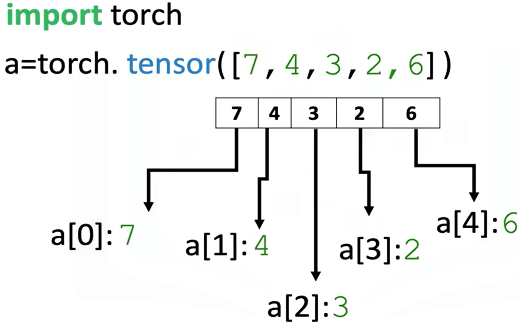 import torch
a=torch. tensor([7, 4, 3, 2, 6])
7 4 3 2 6
a[0]: 7
a[1]: 4
a[2]:3
a[3]:2
a[4]:6